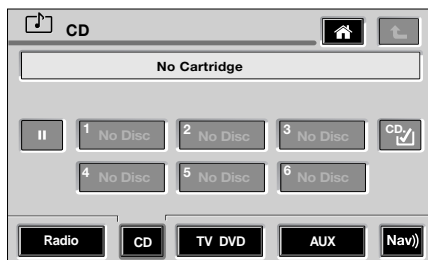 CD
No Cartridge
1 No Disc 2 No Disc 3 No Disc CD
4 No Disc 5 No Disc 6 No Disc
Radio CD TV DVD AUX Nav))